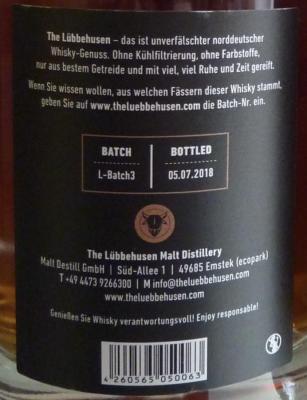 The Lübbehusen – das ist unverfälschter norddeutscher
Whisky-Genuss. Ohne Kühlfiltrierung, ohne Farbstoffe,
nur aus bestem Getreide und mit viel, viel Ruhe und Zeit gereift.
Wenn Sie wissen wollen, aus welchen Fässern dieser Whisky stammt,
geben Sie auf www.theluebbehusen.com die Batch-Nr. ein.
BATCH BOTTLED
L-Batch3 05.07.2018
The Lübbehusen Malt Distillery
Malt Destill GmbH | Süd-Allee 1 | 49685 Emstek (ecopark)
T +49 4473 9266300 | M info@theluebbehusen.com
www.theluebbehusen.com
Genießen Sie Whisky verantwortungsvoll! Enjoy responsible!
4 260565 050063